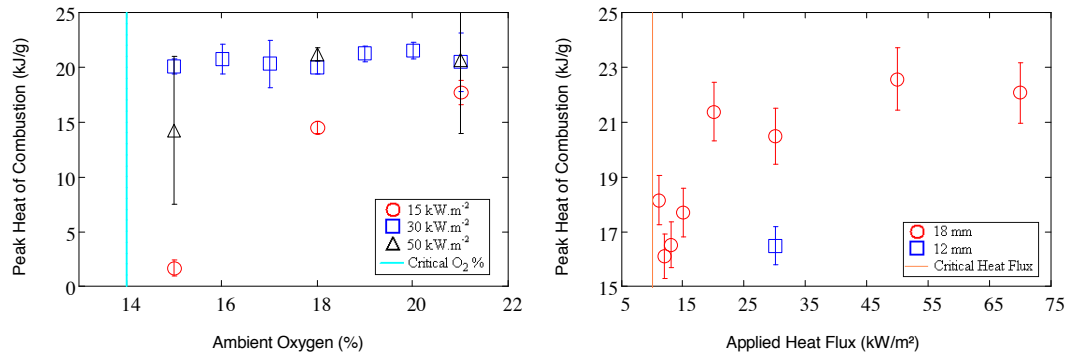 Peak Heat of Combustion (kJ/g)
25
20
15
10
5
0
14
16
18
20
22
Ambient Oxygen (%)
15 kW.m⁻²
30 kW.m⁻²
50 kW.m⁻²
Critical O₂ %
Peak Heat of Combustion (kJ/g)
25
23
21
19
17
15
5
15
25
35
45
55
65
75
Applied Heat Flux (kW/m²)
18 mm
12 mm
Critical Heat Flux